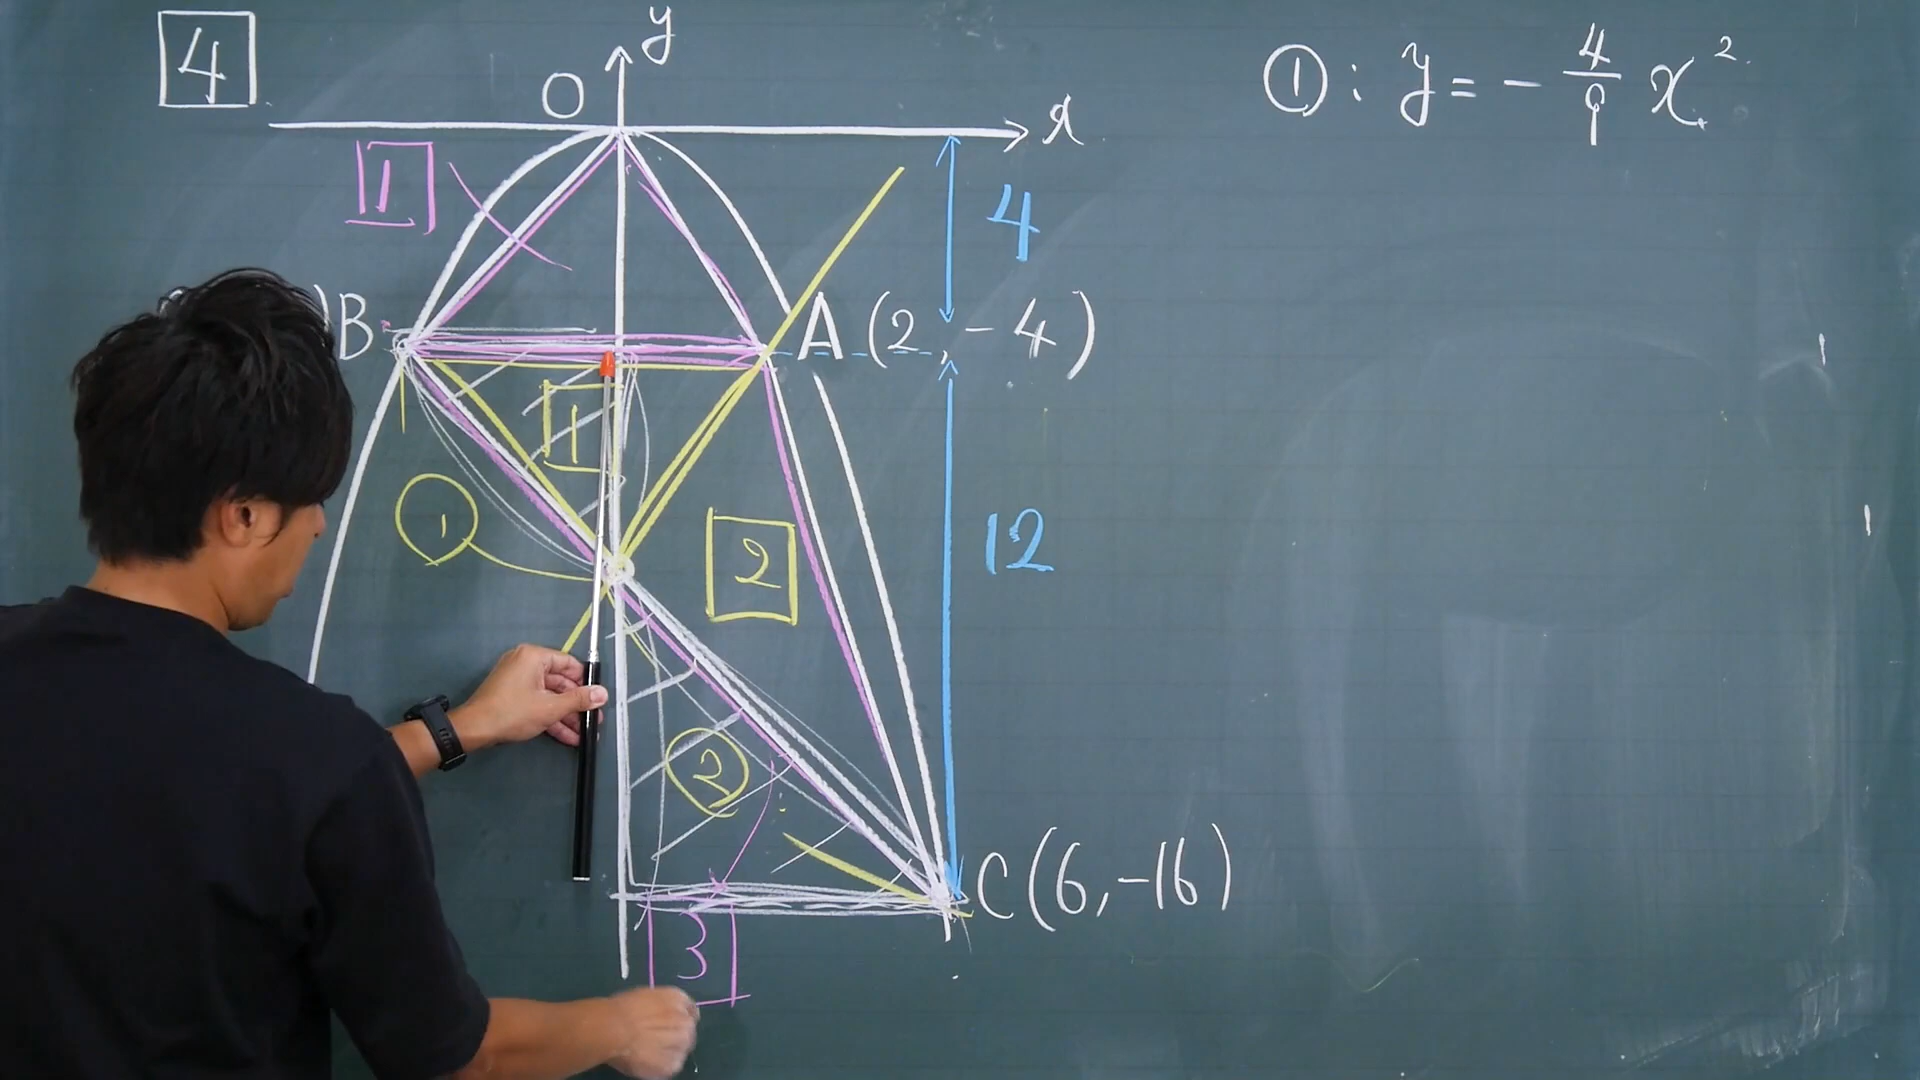 4
y
① : y = - 4/9 x²
O
x
1
4
B
A (2, -4)
1
1
2
12
2
C (6, -16)
3